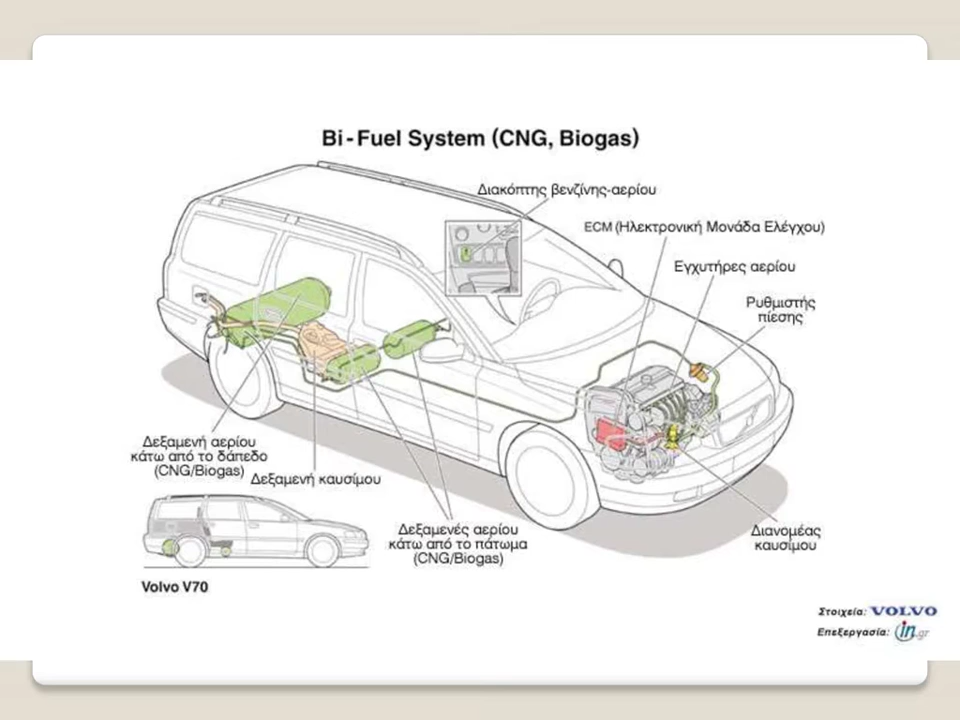 Bi-Fuel System (CNG, Biogas)
Διακόπτης βενζίνης-αερίου
ECM (Ηλεκτρονική Μονάδα Ελέγχου)
Εγχυτήρες αερίου
Ρυθμιστής
πίεσης
Δεξαμενή αερίου
κάτω από το δάπεδο
(CNG/Biogas)
Δεξαμενή καυσίμου
Δεξαμενές αερίου
κάτω από το πάτωμα
(CNG/Biogas)
Διανομέας
καυσίμου
Volvo V70
Στοιχεία: VOLVO
Επεξεργασία: in.gr